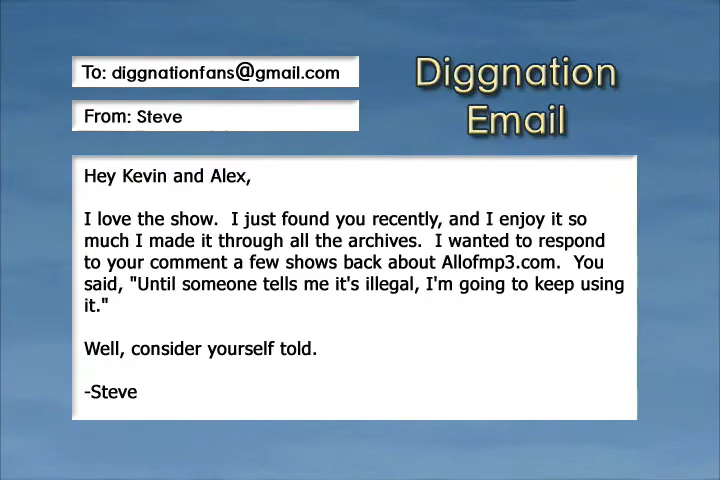 To: diggnationfans@gmail.com
Diggnation
Email
From: Steve
Hey Kevin and Alex,
I love the show.  I just found you recently, and I enjoy it so
much I made it through all the archives.  I wanted to respond
to your comment a few shows back about Allofmp3.com.  You
said, "Until someone tells me it's illegal, I'm going to keep using
it."
Well, consider yourself told.
-Steve